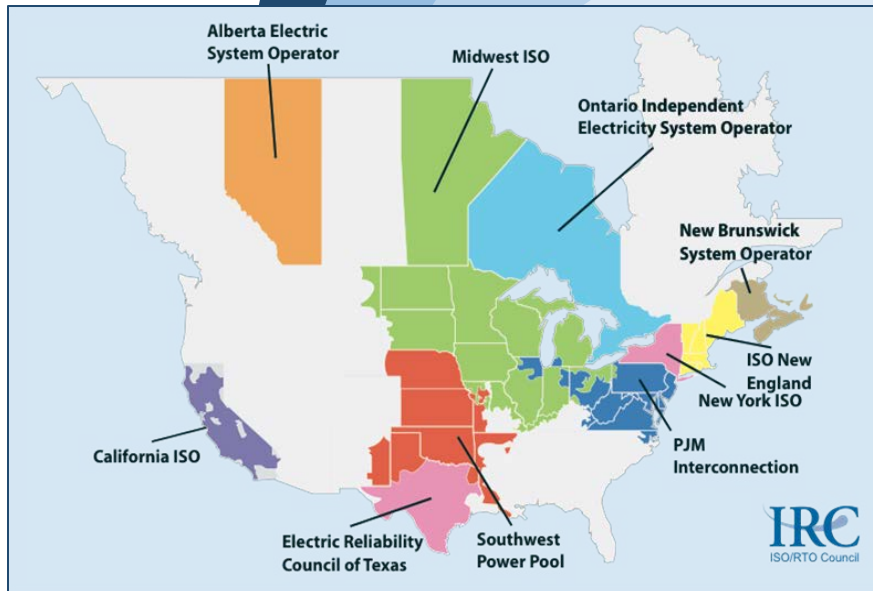 Alberta Electric
System Operator
Midwest ISO
Ontario Independent
Electricity System Operator
New Brunswick
System Operator
ISO New
England
New York ISO
PJM
Interconnection
California ISO
Electric Reliability
Council of Texas
Southwest
Power Pool
IRC
ISO/RTO Council